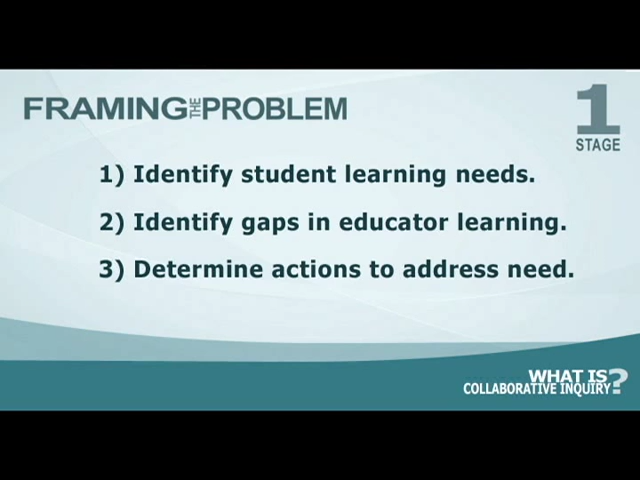 FRAMING THE PROBLEM
1
STAGE
1) Identify student learning needs.
2) Identify gaps in educator learning.
3) Determine actions to address need.
WHAT IS
COLLABORATIVE INQUIRY?